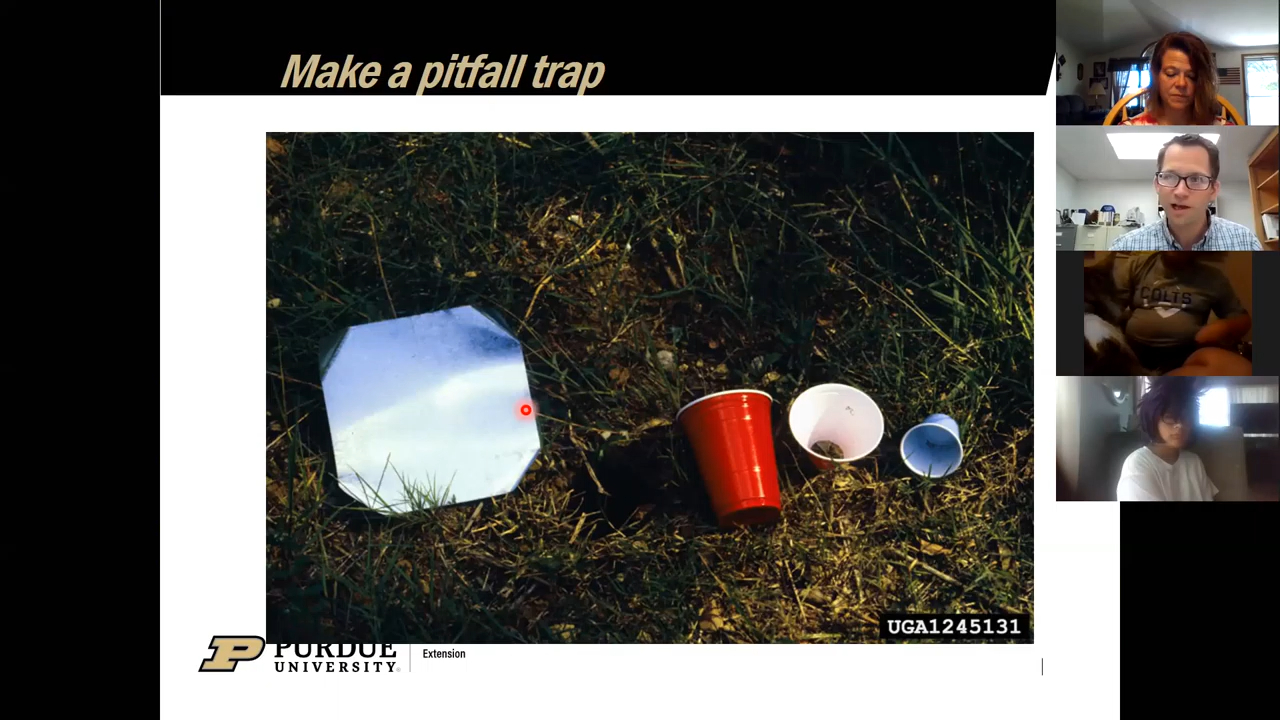 Make a pitfall trap
COLTS
UGA1245131
PURDUE
UNIVERSITY®
Extension